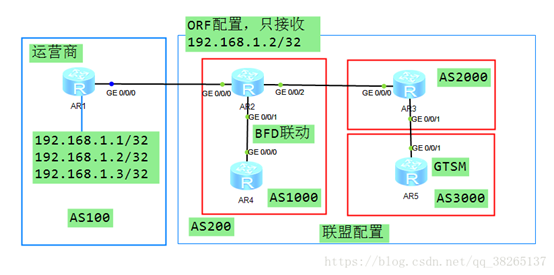 ORF配置，只接收
192.168.1.2/32
运营商
AR1
GE 0/0/0
192.168.1.1/32
192.168.1.2/32
192.168.1.3/32
AS100
GE 0/0/0
AR2
GE 0/0/2
GE 0/0/1
BFD联动
GE 0/0/0
AR4
AS1000
AS200
GE 0/0/0
AR3
AS2000
GE 0/0/1
GE 0/0/1
GTSM
AR5
AS3000
联盟配置
https://blog.csdn.net/qq_38265137